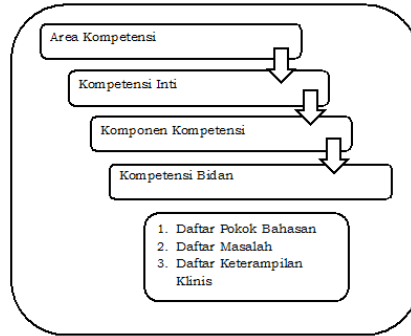 Area Kompetensi
Kompetensi Inti
Komponen Kompetensi
Kompetensi Bidan
1. Daftar Pokok Bahasan
2. Daftar Masalah
3. Daftar Keterampilan
Klinis